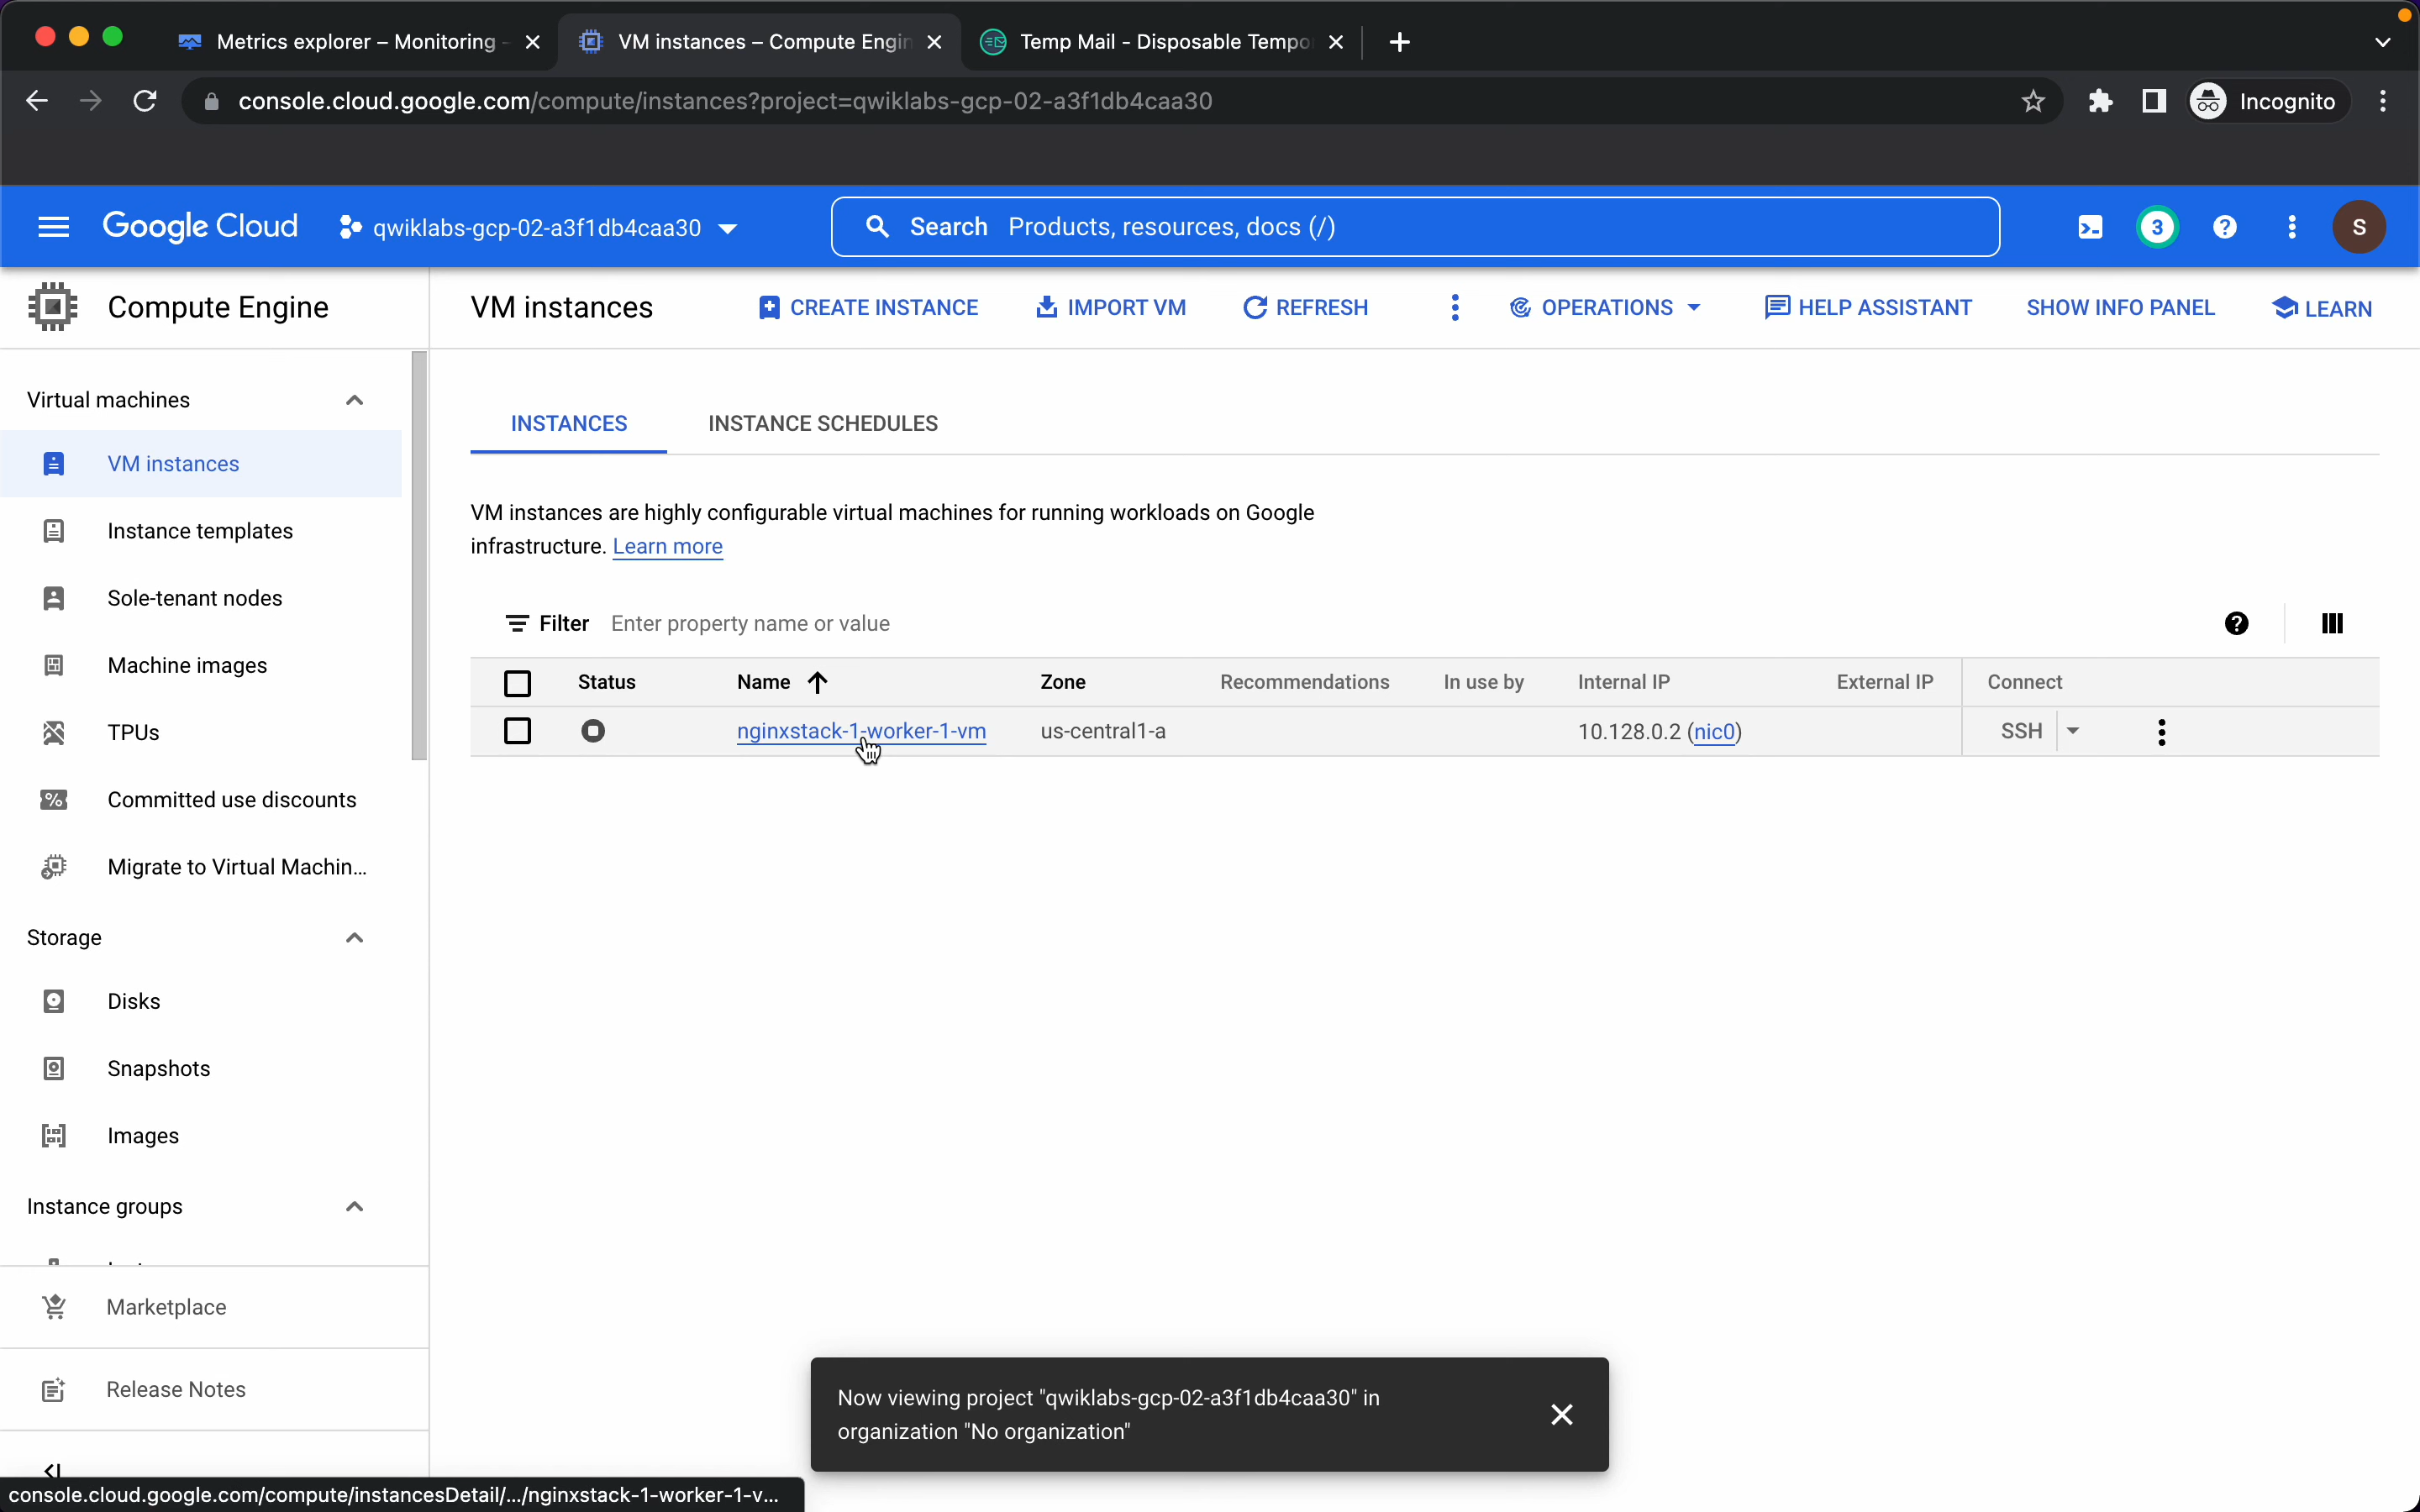 Metrics explorer – Monitoring -
VM instances – Compute Engin
Temp Mail - Disposable Tempo
console.cloud.google.com/compute/instances?project=qwiklabs-gcp-02-a3f1db4caa30
Incognito
Google Cloud
qwiklabs-gcp-02-a3f1db4caa30
Search Products, resources, docs (/)
3
?
S
Compute Engine
VM instances
CREATE INSTANCE
IMPORT VM
REFRESH
OPERATIONS
HELP ASSISTANT
SHOW INFO PANEL
LEARN
Virtual machines
VM instances
Instance templates
Sole-tenant nodes
Machine images
TPUs
Committed use discounts
Migrate to Virtual Machin...
Storage
Disks
Snapshots
Images
Instance groups
Marketplace
Release Notes
INSTANCES
INSTANCE SCHEDULES
VM instances are highly configurable virtual machines for running workloads on Google
infrastructure. Learn more
Filter Enter property name or value
?
Status Name Zone Recommendations In use by Internal IP External IP Connect
nginxstack-1-worker-1-vm us-central1-a 10.128.0.2 (nic0) SSH
Now viewing project "qwiklabs-gcp-02-a3f1db4caa30" in
organization "No organization"
console.cloud.google.com/compute/instancesDetail/.../nginxstack-1-worker-1-v...